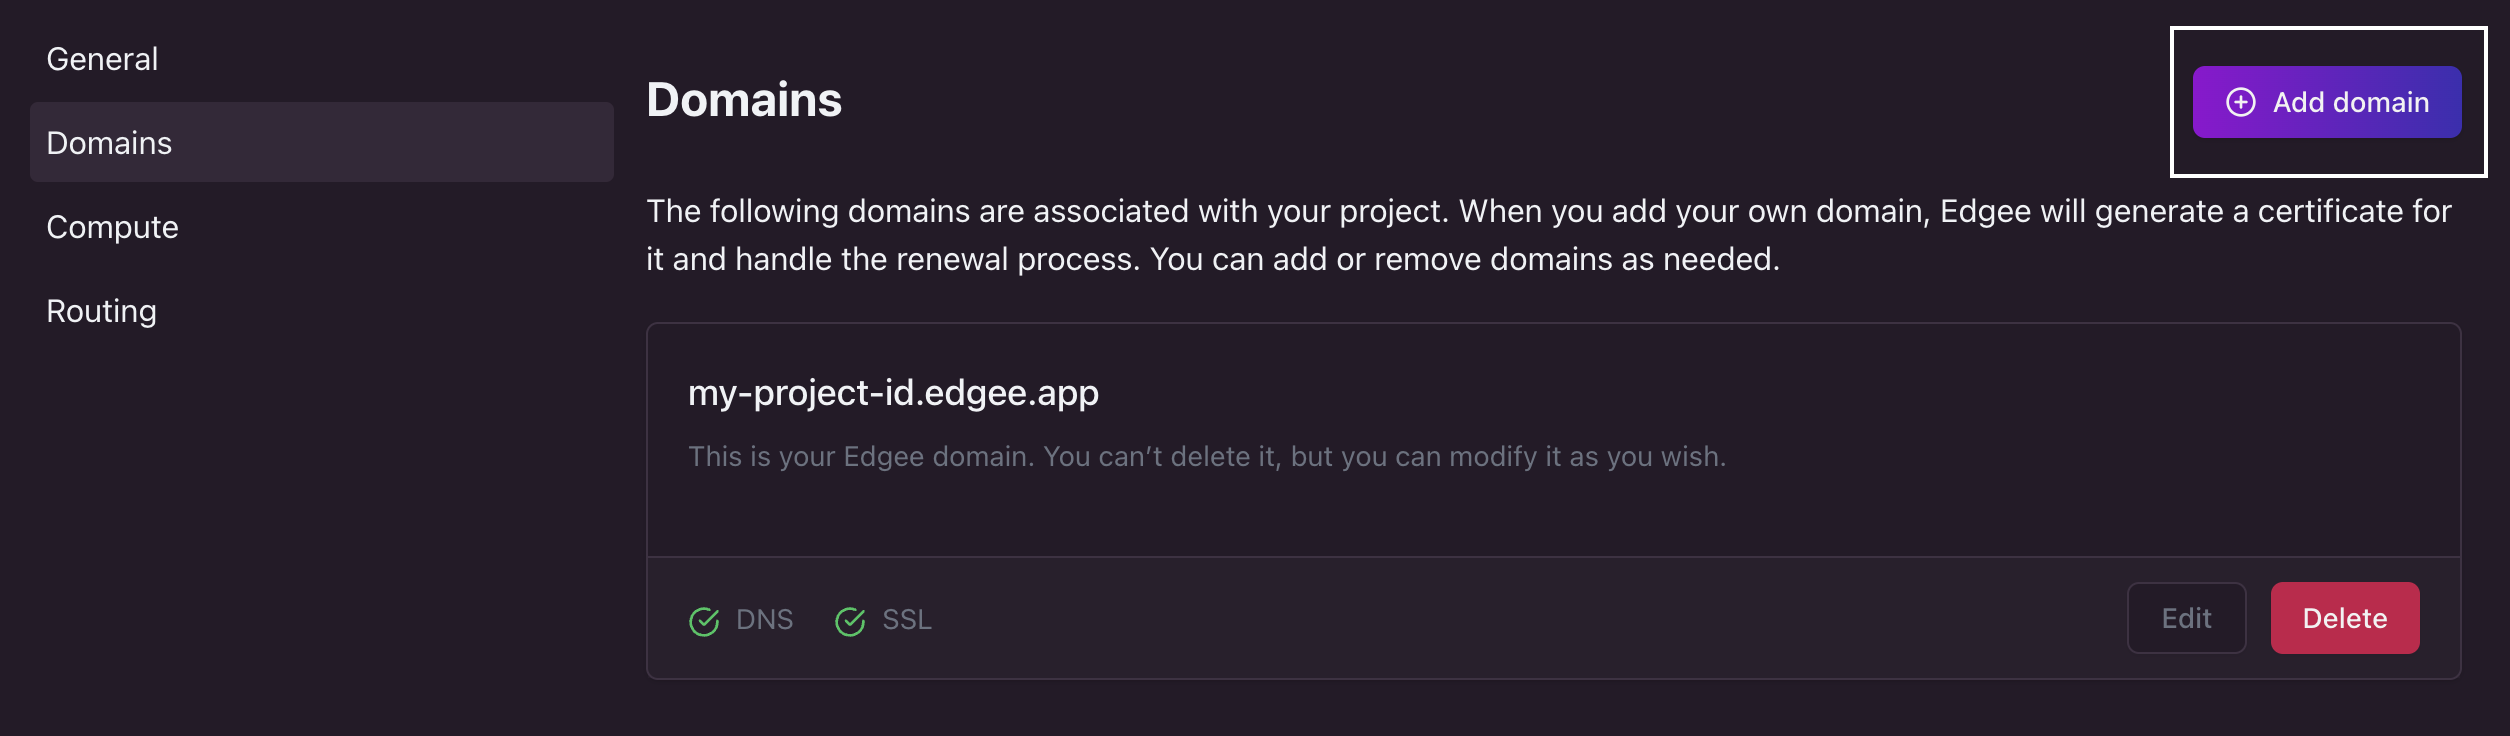 General
Domains
Compute
Routing
Domains
Add domain
The following domains are associated with your project. When you add your own domain, Edgee will generate a certificate for
it and handle the renewal process. You can add or remove domains as needed.
my-project-id.edgee.app
This is your Edgee domain. You can’t delete it, but you can modify it as you wish.
DNS SSL Edit Delete